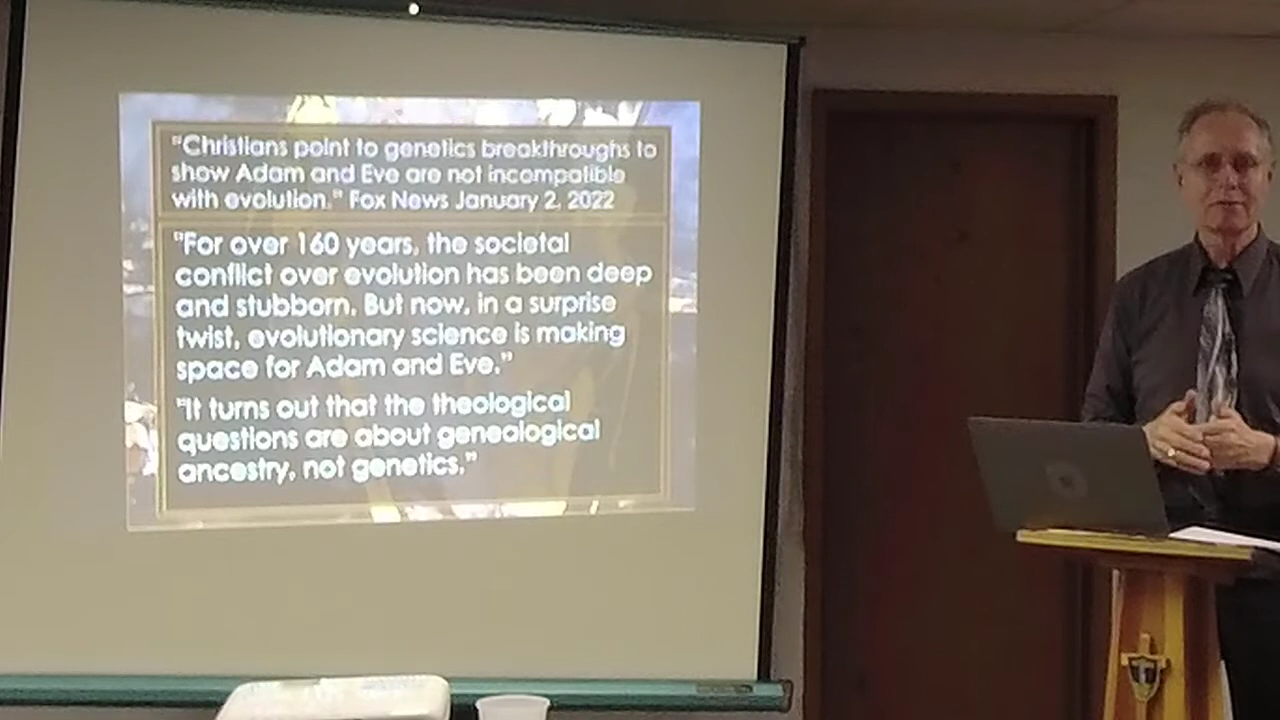 "Christians point to genetics breakthroughs to
show Adam and Eve are not incompatible
with evolution." Fox News January 2, 2022
"For over 160 years, the societal
conflict over evolution has been deep
and stubborn. But now, in a surprise
twist, evolutionary science is making
space for Adam and Eve."
"It turns out that the theological
questions are about genealogical
ancestry, not genetics."